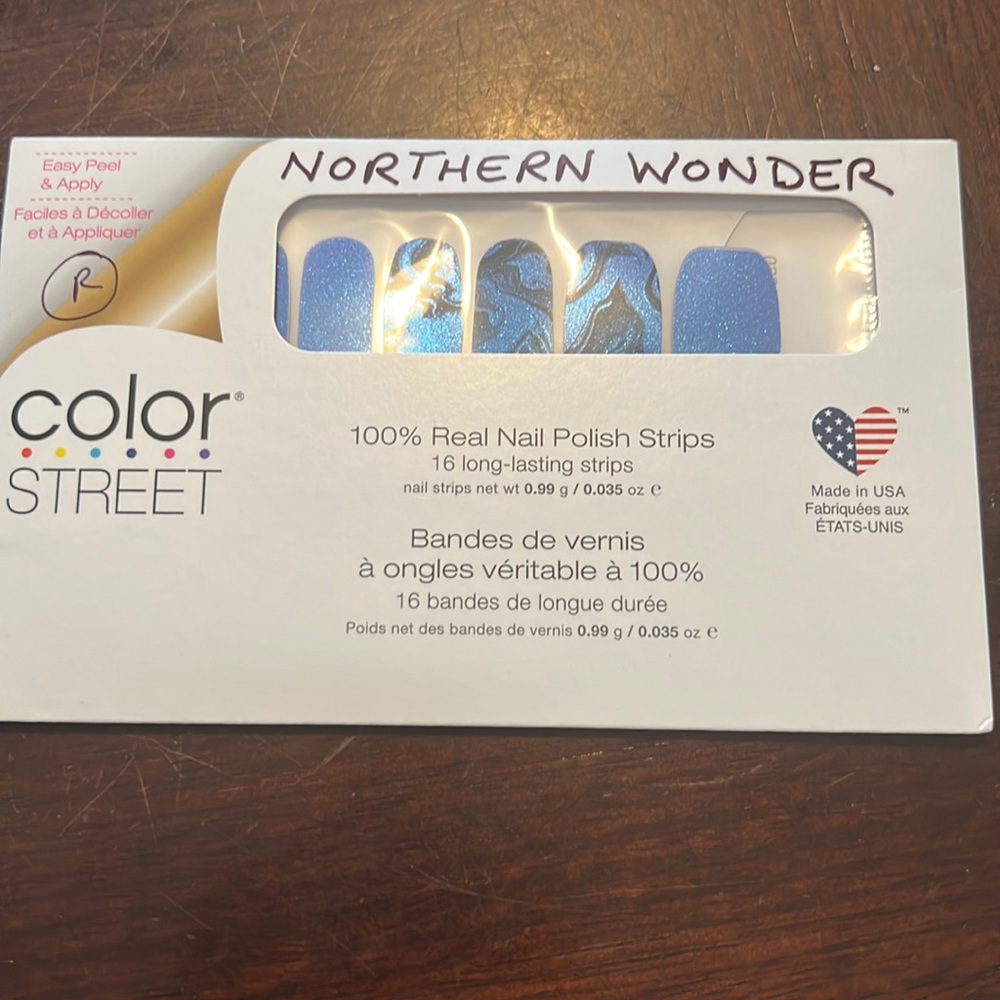 NORTHERN WONDER
Easy Peel
& Apply
Faciles à Décoller
et à Appliquer
R
color®
STREET
100% Real Nail Polish Strips
16 long-lasting strips
nail strips net wt 0.99 g / 0.035 oz e
Bandes de vernis
à ongles véritable à 100%
16 bandes de longue durée
Poids net des bandes de vernis 0.99 g / 0.035 oz e
TM
Made in USA
Fabriquées aux
ÉTATS-UNIS